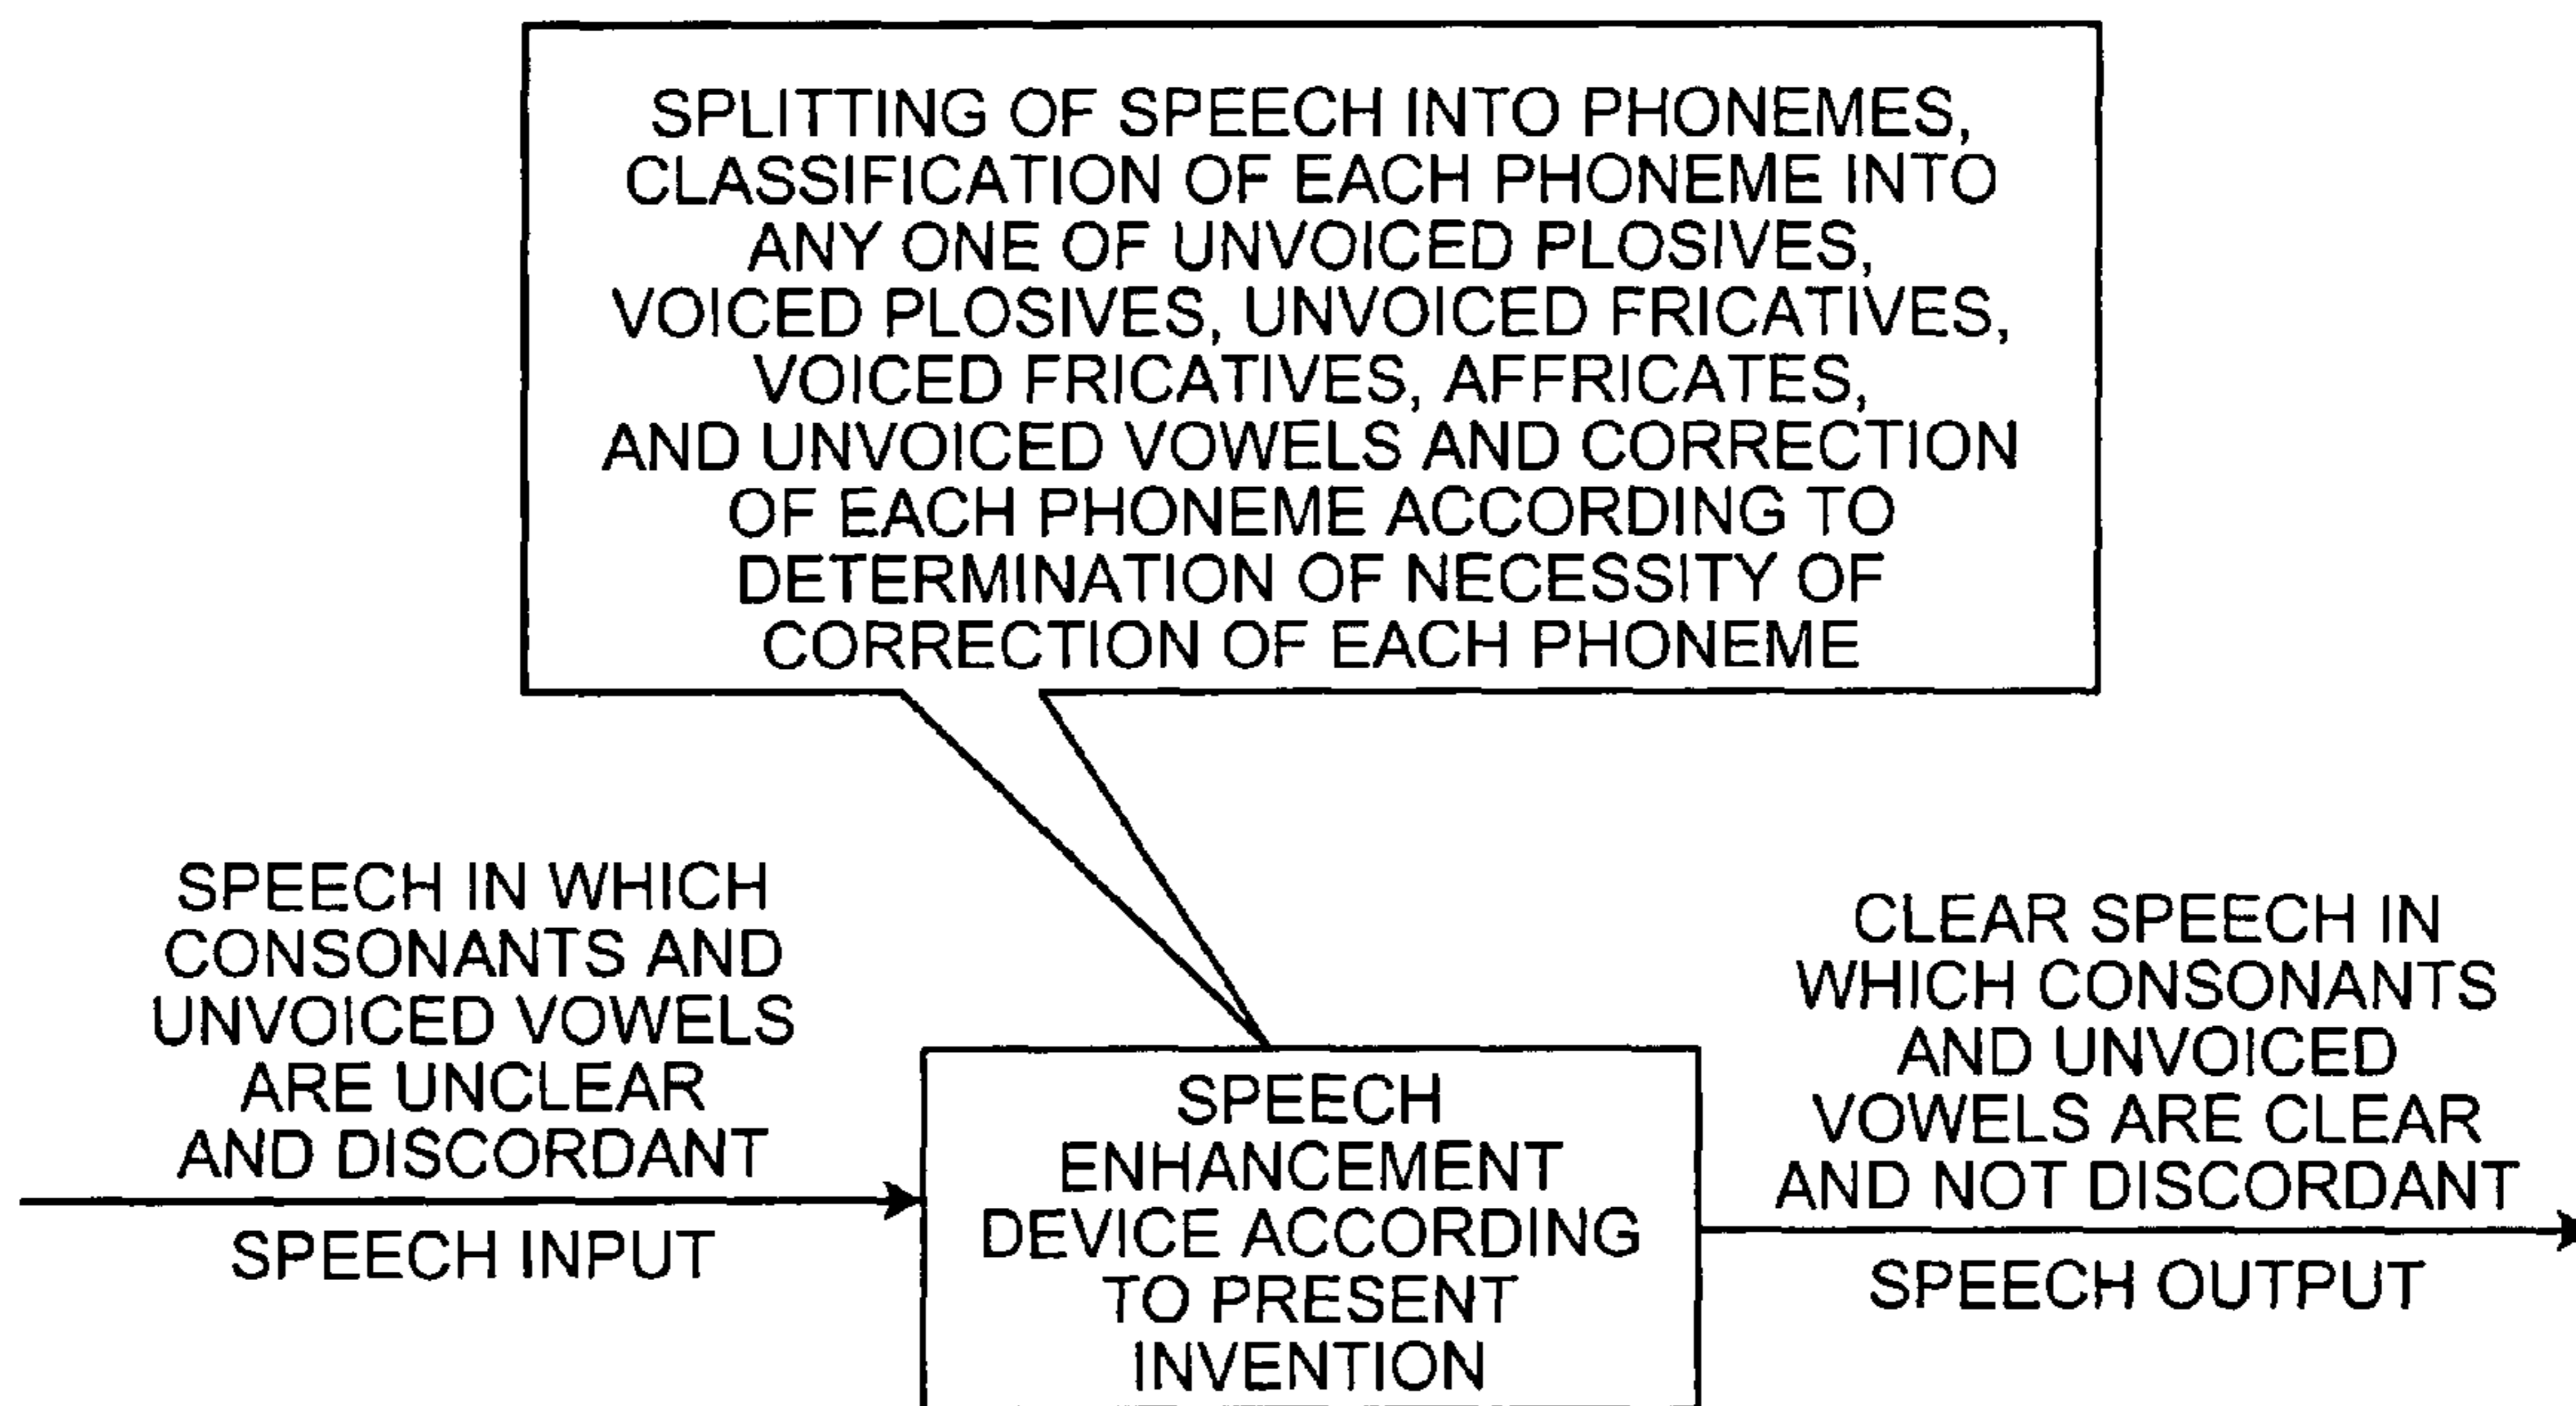 SPLITTING OF SPEECH INTO PHONEMES,
CLASSIFICATION OF EACH PHONEME INTO
ANY ONE OF UNVOICED PLOSIVES,
VOICED PLOSIVES, UNVOICED FRICATIVES,
VOICED FRICATIVES, AFFRICATES,
AND UNVOICED VOWELS AND CORRECTION
OF EACH PHONEME ACCORDING TO
DETERMINATION OF NECESSITY OF
CORRECTION OF EACH PHONEME
SPEECH IN WHICH
CONSONANTS AND
UNVOICED VOWELS
ARE UNCLEAR
AND DISCORDANT
SPEECH INPUT
SPEECH
ENHANCEMENT
DEVICE ACCORDING
TO PRESENT
INVENTION
CLEAR SPEECH IN
WHICH CONSONANTS
AND UNVOICED
VOWELS ARE CLEAR
AND NOT DISCORDANT
SPEECH OUTPUT